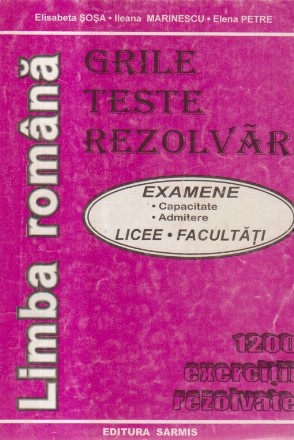 Elisabeta ŞOŞA • Ileana MARINESCU • Elena PETRE
Limba română
GRILE
TESTE
REZOLVĂR
EXAMENE
• Capacitate
• Admitere
LICEE • FACULTĂŢI
1200
exerciţii
rezolvate
EDITURA SARMIS